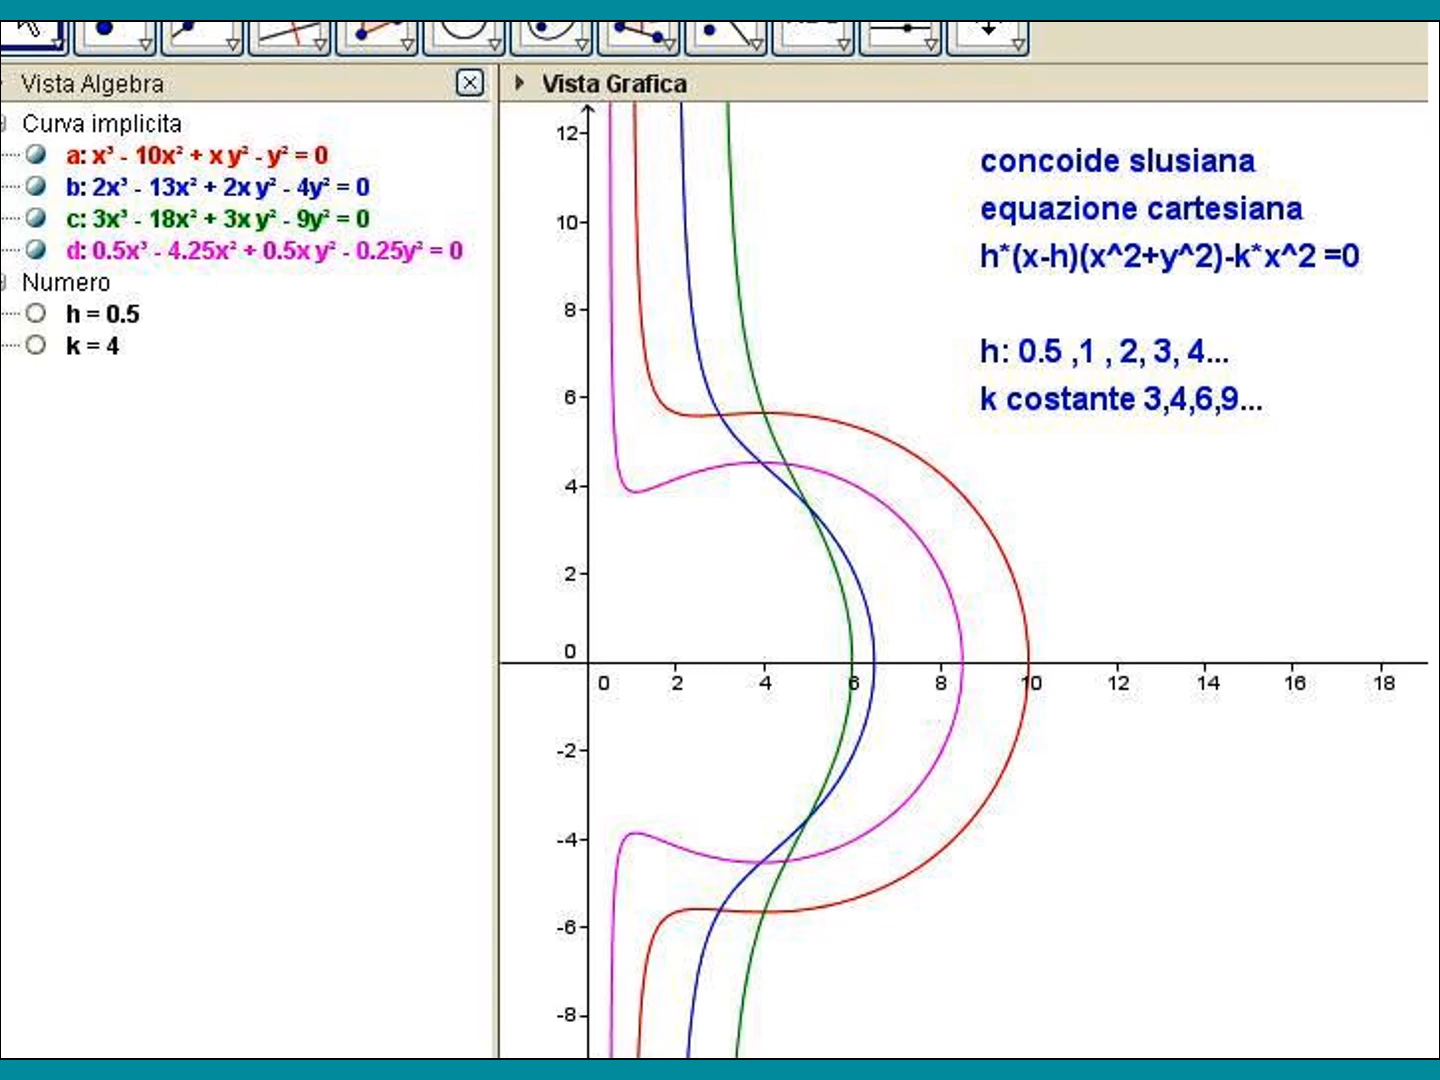 Vista Algebra
Vista Grafica
Curva implicita
a: x³ - 10x² + x y² - y² = 0
b: 2x³ - 13x² + 2x y² - 4y² = 0
c: 3x³ - 18x² + 3x y² - 9y² = 0
d: 0.5x³ - 4.25x² + 0.5x y² - 0.25y² = 0
Numero
h = 0.5
k = 4
concoide slusiana
equazione cartesiana
h*(x-h)(x^2+y^2)-k*x^2 =0
h: 0.5 ,1 , 2, 3, 4...
k costante 3,4,6,9...
12
10
8
6
4
2
0
0 2 4 6 8 10 12 14 16 18
-2
-4
-6
-8